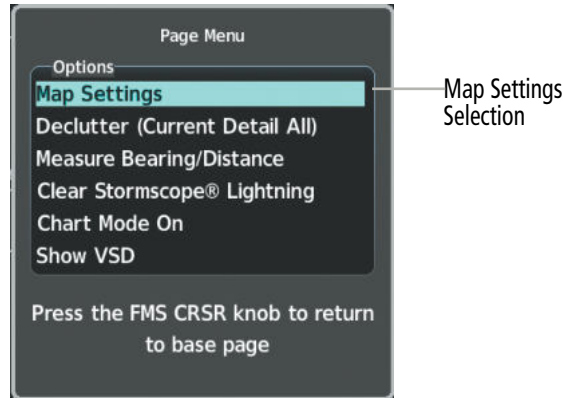 Page Menu
Options
Map Settings
Declutter (Current Detail All)
Measure Bearing/Distance
Clear Stormscope® Lightning
Chart Mode On
Show VSD
Press the FMS CRSR knob to return
to base page
Map Settings
Selection